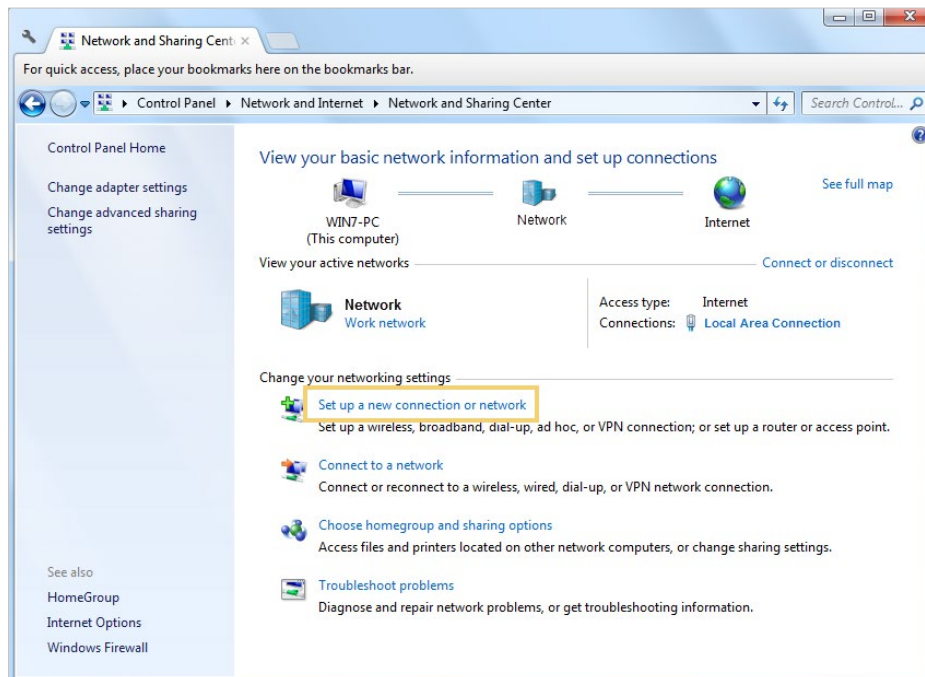 Network and Sharing Cent
For quick access, place your bookmarks here on the bookmarks bar.
Control Panel Network and Internet Network and Sharing Center
Search Control...
Control Panel Home
Change adapter settings
Change advanced sharing
settings
View your basic network information and set up connections
See full map
WIN7-PC
(This computer)
Network
Internet
View your active networks
Connect or disconnect
Network
Work network
Access type: Internet
Connections: Local Area Connection
Change your networking settings
Set up a new connection or network
Set up a wireless, broadband, dial-up, ad hoc, or VPN connection; or set up a router or access point.
Connect to a network
Connect or reconnect to a wireless, wired, dial-up, or VPN network connection.
Choose homegroup and sharing options
Access files and printers located on other network computers, or change sharing settings.
Troubleshoot problems
Diagnose and repair network problems, or get troubleshooting information.
See also
HomeGroup
Internet Options
Windows Firewall